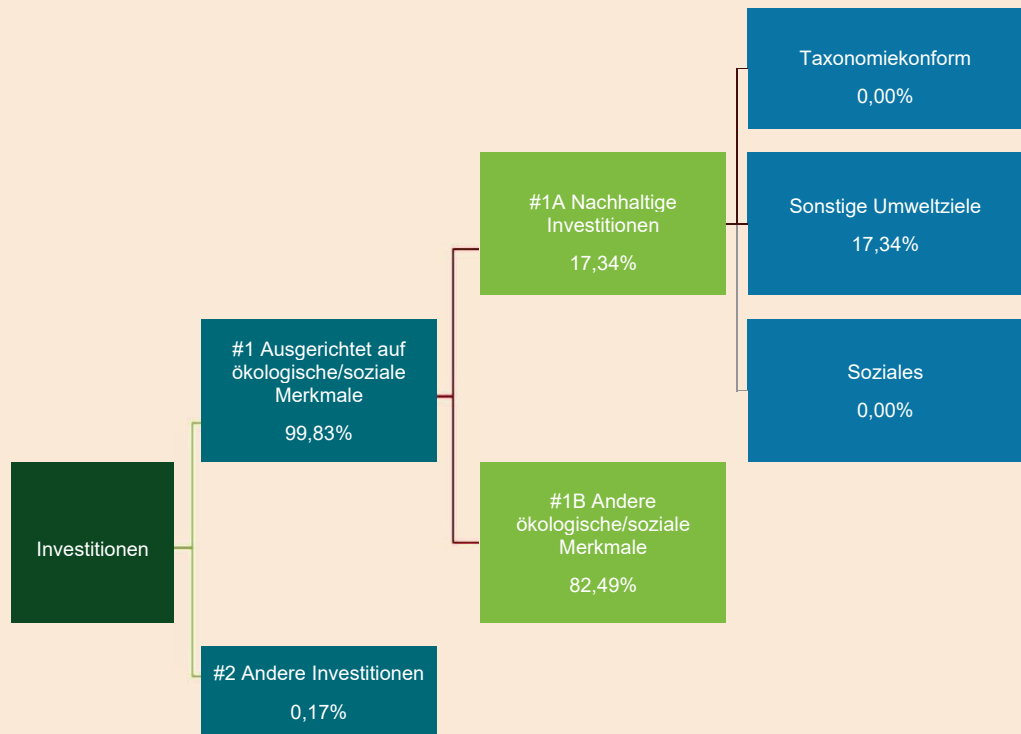 Investitionen
#1 Ausgerichtet auf
ökologische/soziale
Merkmale
99,83%
#2 Andere Investitionen
0,17%
#1A Nachhaltige
Investitionen
17,34%
#1B Andere
ökologische/soziale
Merkmale
82,49%
Taxonomiekonform
0,00%
Sonstige Umweltziele
17,34%
Soziales
0,00%